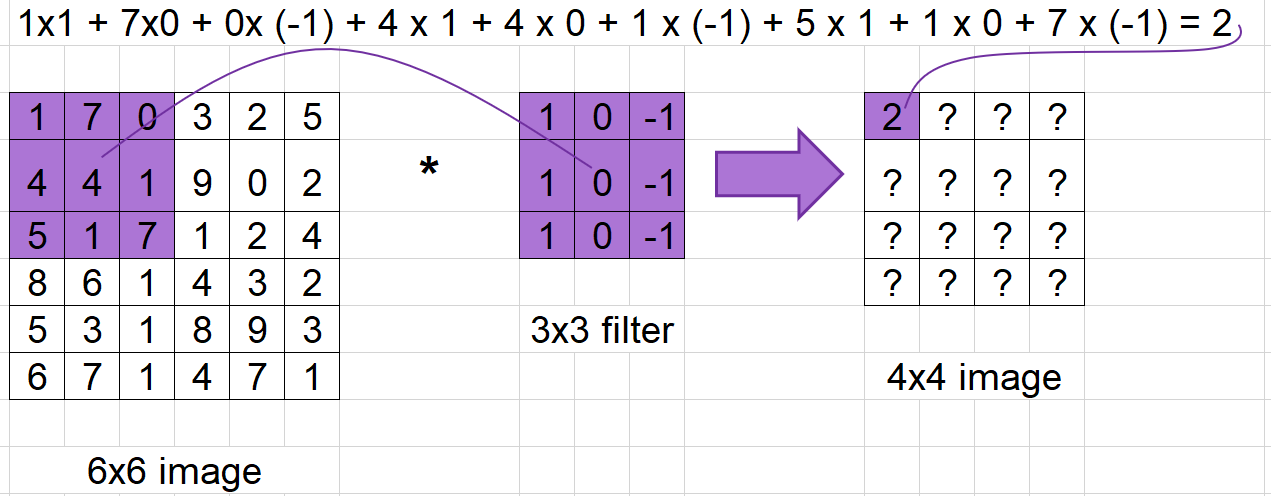 1x1 + 7x0 + 0x (-1) + 4 x 1 + 4 x 0 + 1 x (-1) + 5 x 1 + 1 x 0 + 7 x (-1) = 2
1 7 0 3 2 5
1 0 -1
2 ? ? ?
4 4 1 9 0 2
*
1 0 -1
? ? ? ?
5 1 7 1 2 4
1 0 -1
? ? ? ?
8 6 1 4 3 2
? ? ? ?
5 3 1 8 9 3
3x3 filter
6 7 1 4 7 1
4x4 image
6x6 image